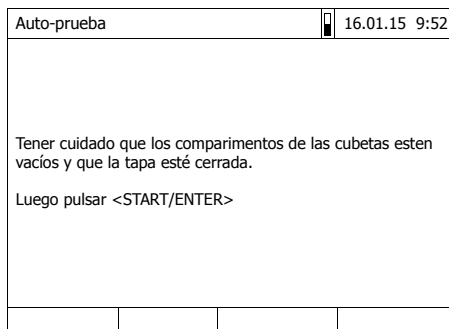 Auto-prueba 16.01.15 9:52
Tener cuidado que los comparimentos de las cubetas esten
vacíos y que la tapa esté cerrada.
Luego pulsar <START/ENTER>